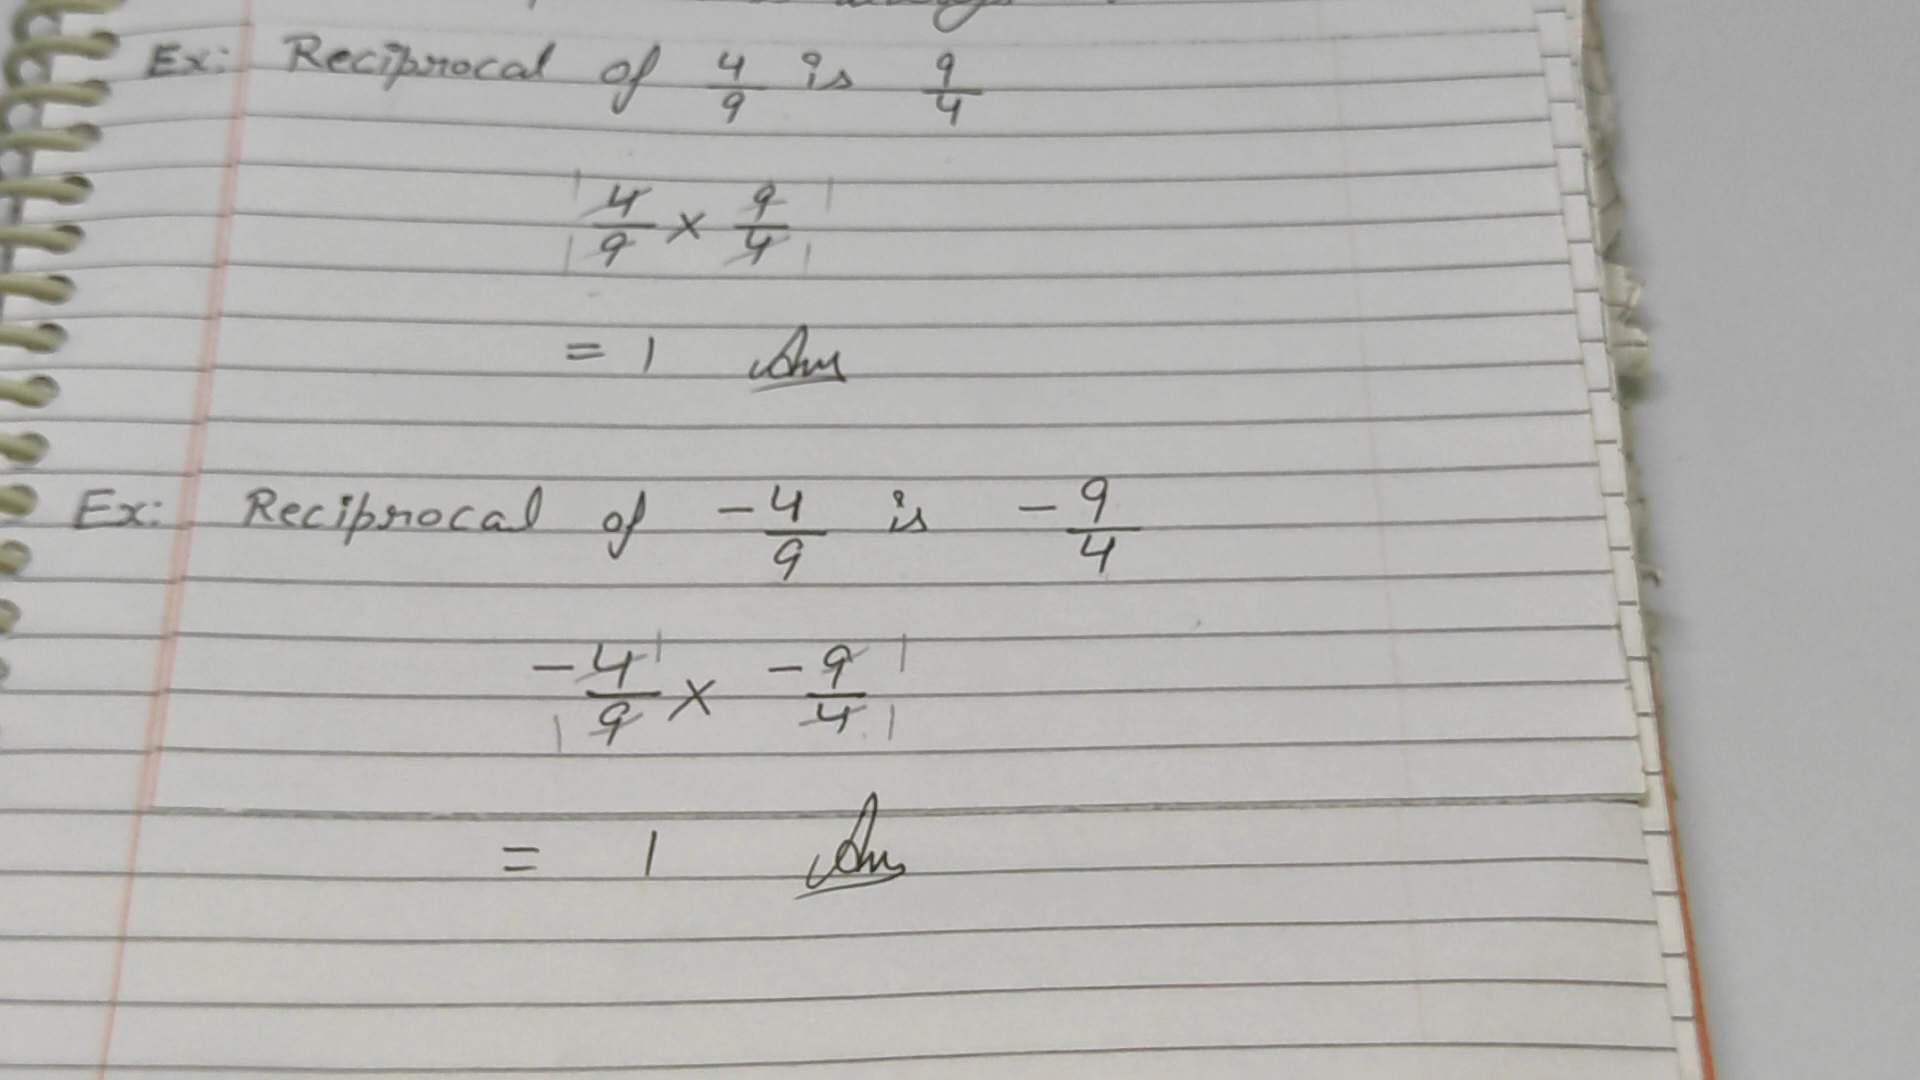 Ex: Reciprocal of 4/9 is 9/4
4/9 × 9/4
= 1 Ans
Ex: Reciprocal of -4/9 is -9/4
-4/9 × -9/4
= 1 Ans